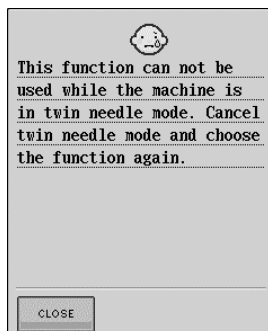 This function can not be
used while the machine is
in twin needle mode. Cancel
twin needle mode and choose
the function again.
CLOSE